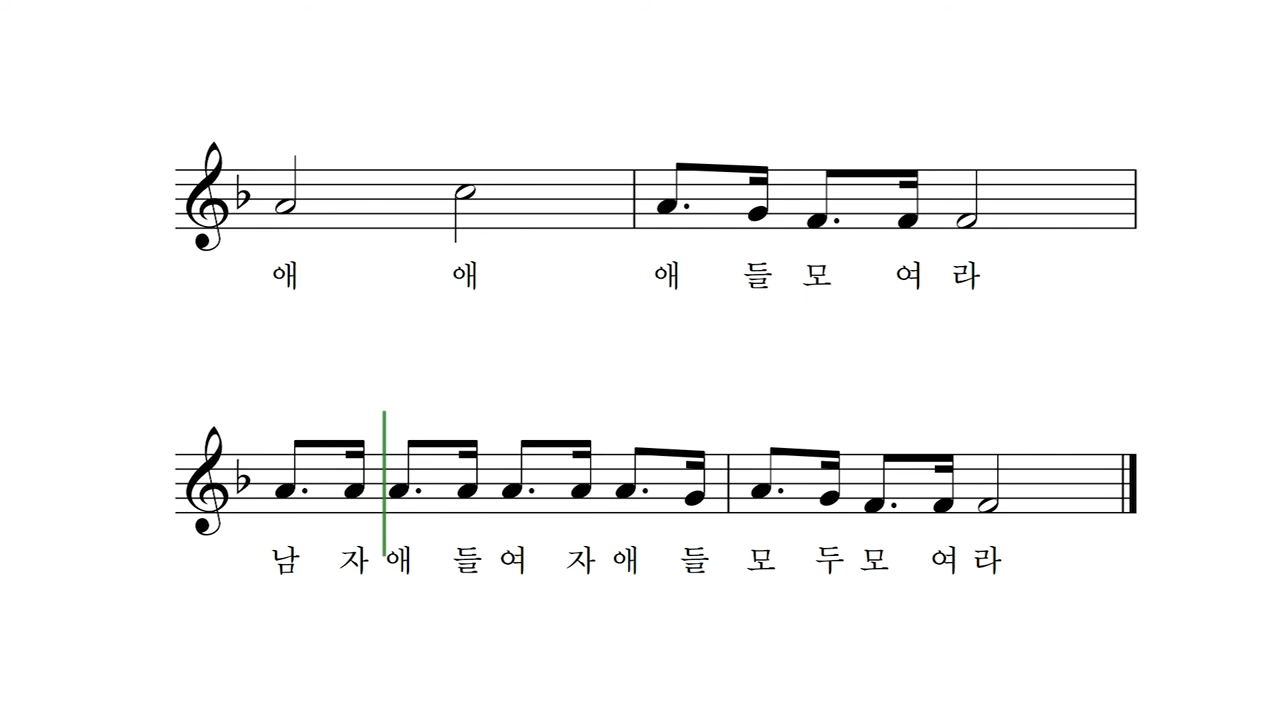 애 애 애 들 모 여 라
남 자 애 들 여 자 애 들 모 두 모 여 라